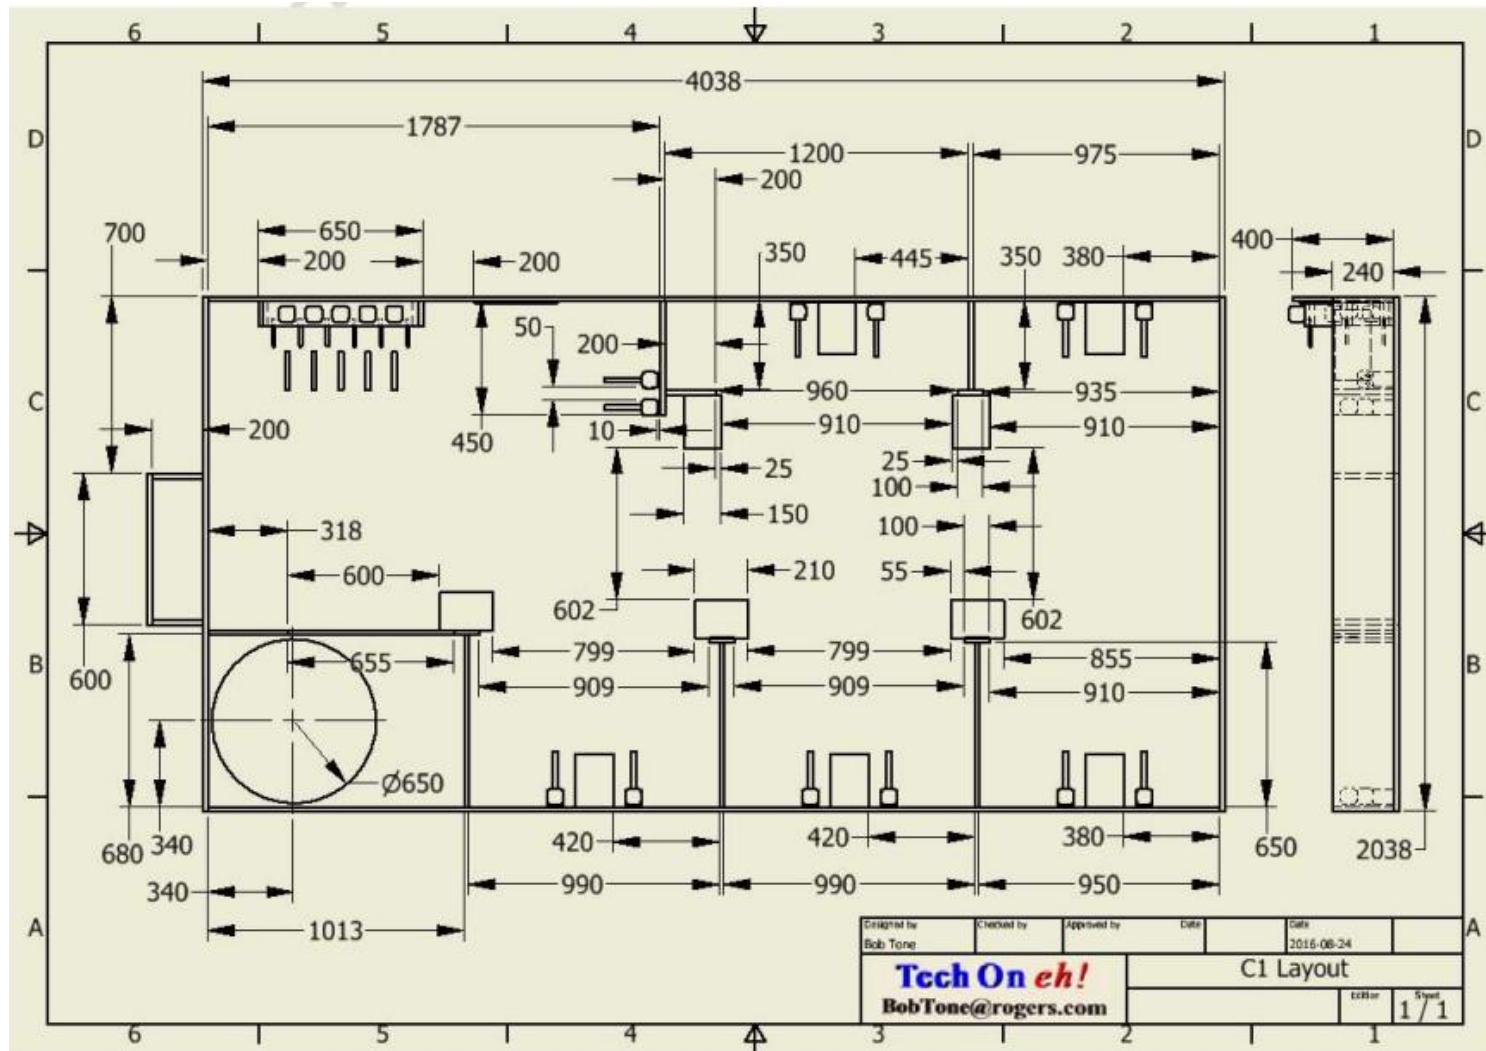 6 5 4 3 2 1
4038
D 1787 D
1200 975
200
700 650 350 445 350 380 400
200 200 240
50
200
C 960 935 C
200 450 10 910 910
25 25
100
318 150 100
600 210 55
602 602
B 655 799 799 855 B
600 909 909 910
Ø650
680 340 420 420 380 650 2038
340 990 990 950
A 1013 A
Designed by Checked by Approved by Date Date
Bob Tone 2016-08-24
Tech On eh! C1 Layout
BobTone@rogers.com Edition Sheet
1 / 1
6 5 4 3 2 1